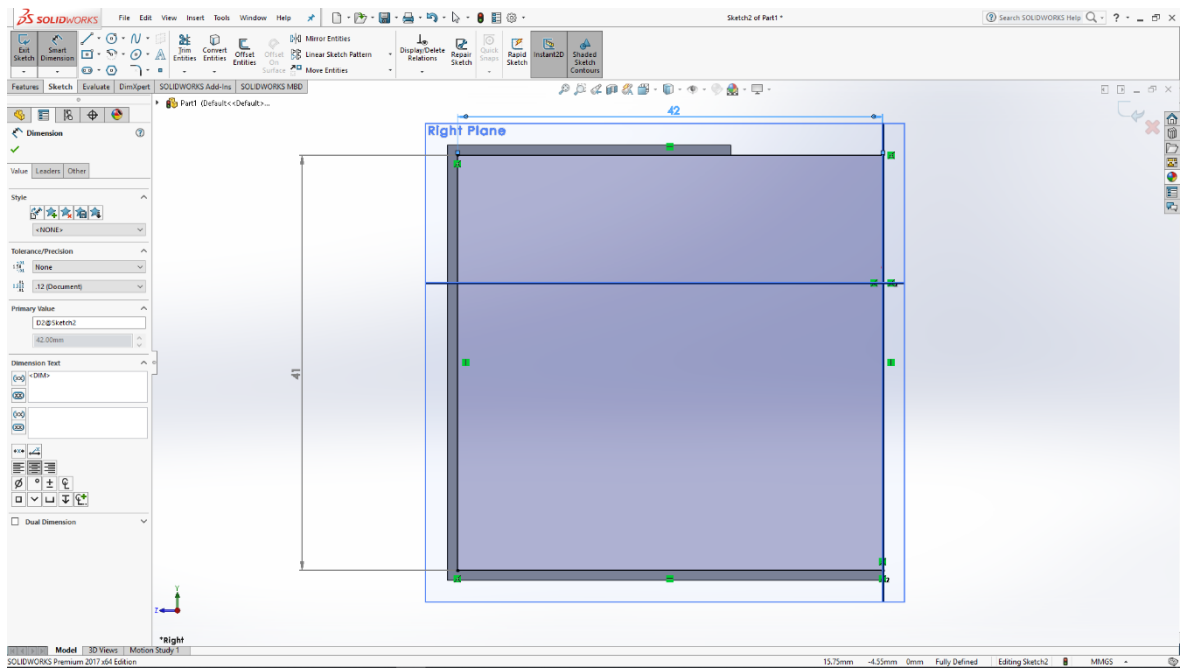 SOLIDWORKS File Edit View Insert Tools Window Help Sketch2 of Part1 * Search SOLIDWORKS Help
Exit Sketch
Smart Dimension
Trim Entities
Convert Entities
Offset Entities
Offset On Surface
Mirror Entities
Linear Sketch Pattern
Move Entities
Display/Delete Relations
Repair Sketch
Quick Snaps
Rapid Sketch
Instant2D
Shaded Sketch Contours
Features Sketch Evaluate DimXpert SOLIDWORKS Add-Ins SOLIDWORKS MBD
Part1 (Default<<Default>...
Dimension
Value Leaders Other
Style
<NONE>
Tolerance/Precision
None
.12 (Document)
Primary Value
D2@Sketch2
42.00mm
Dimension Text
<DIM>
Dual Dimension
42
Right Plane
41
Y
Z
*Right
Model 3D Views Motion Study 1
SOLIDWORKS Premium 2017 x64 Edition 15.75mm -4.55mm 0mm Fully Defined Editing Sketch2 MMGS